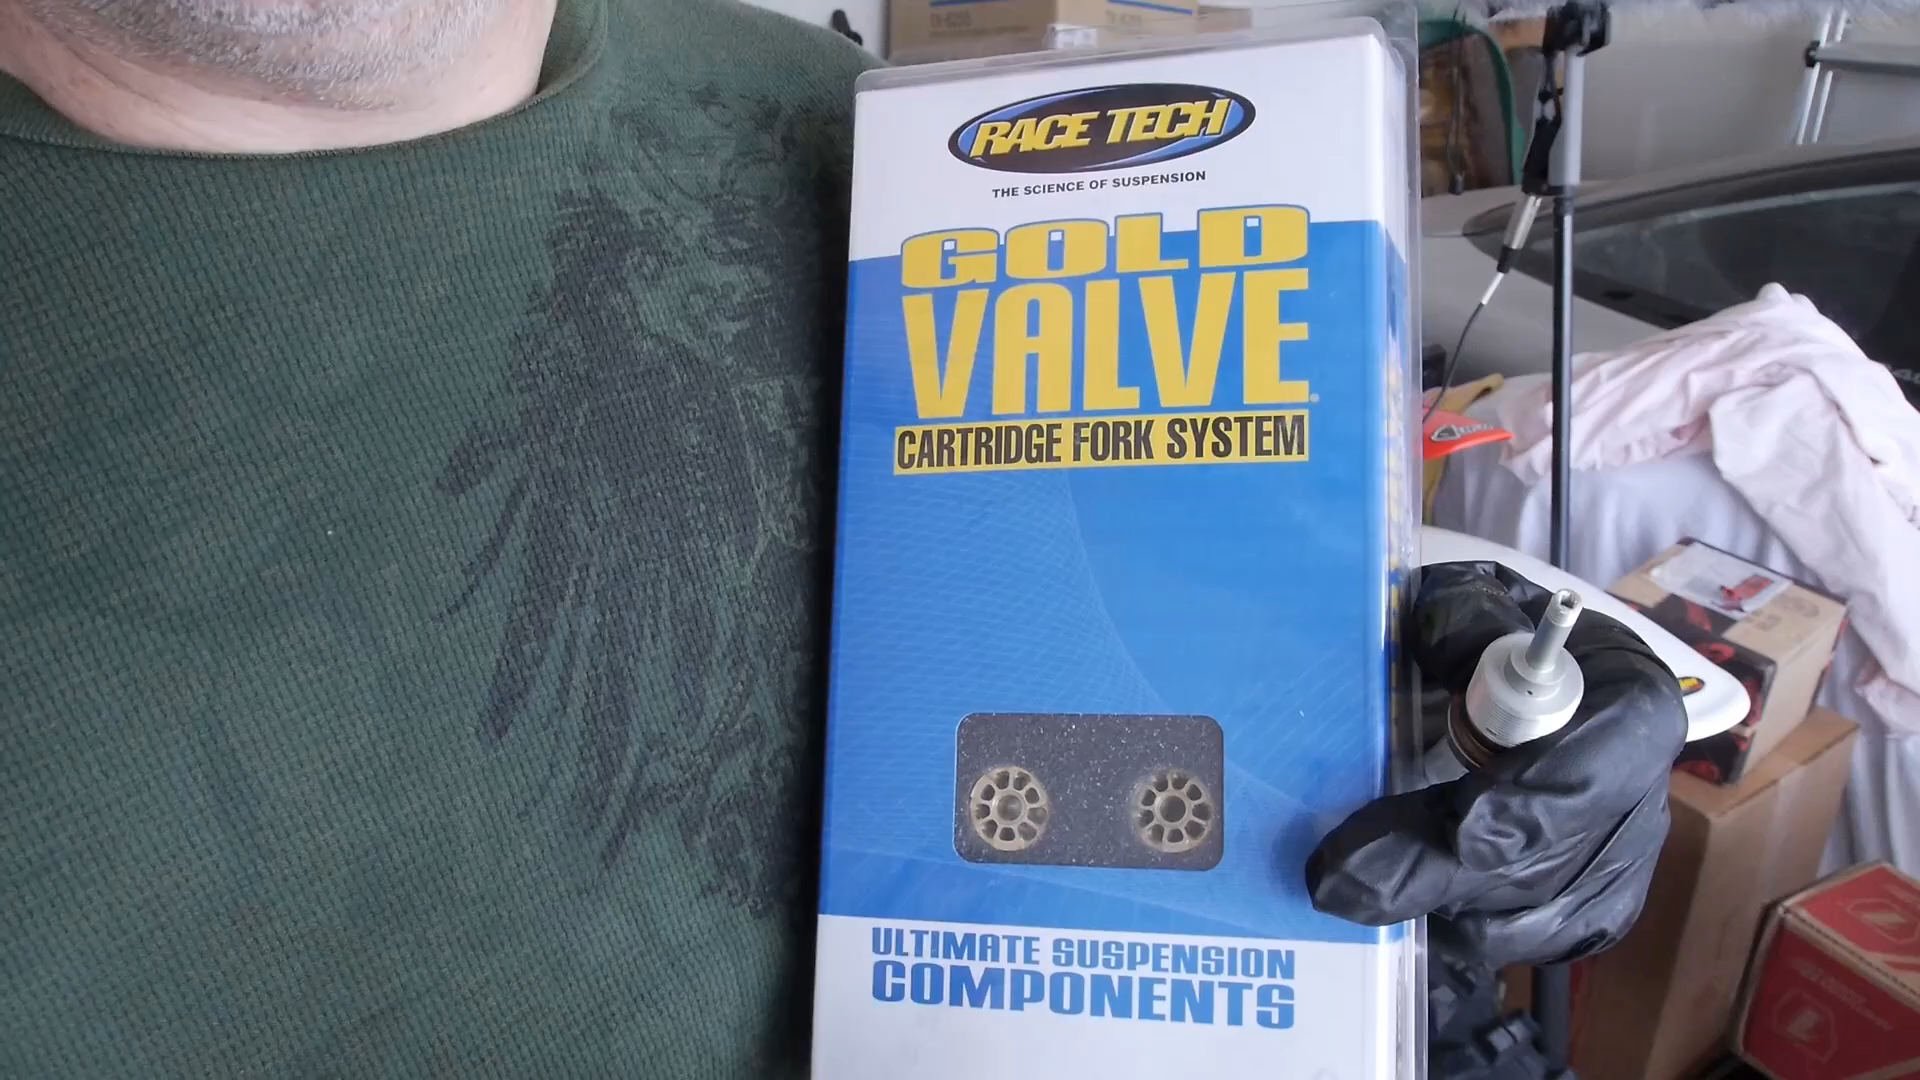 RACE TECH
THE SCIENCE OF SUSPENSION
GOLD
VALVE
CARTRIDGE FORK SYSTEM
ULTIMATE SUSPENSION
COMPONENTS